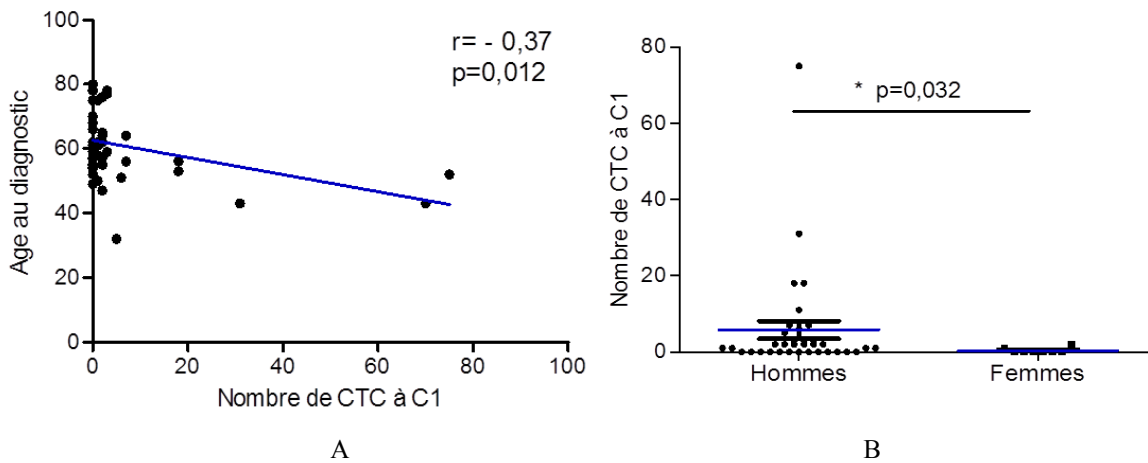 100
80
60
40
20
0
Age au diagnostic
r= - 0,37
p=0,012
0 20 40 60 80 100
Nombre de CTC à C1
A
80
60
40
20
0
Nombre de CTC à C1
* p=0,032
Hommes Femmes
B